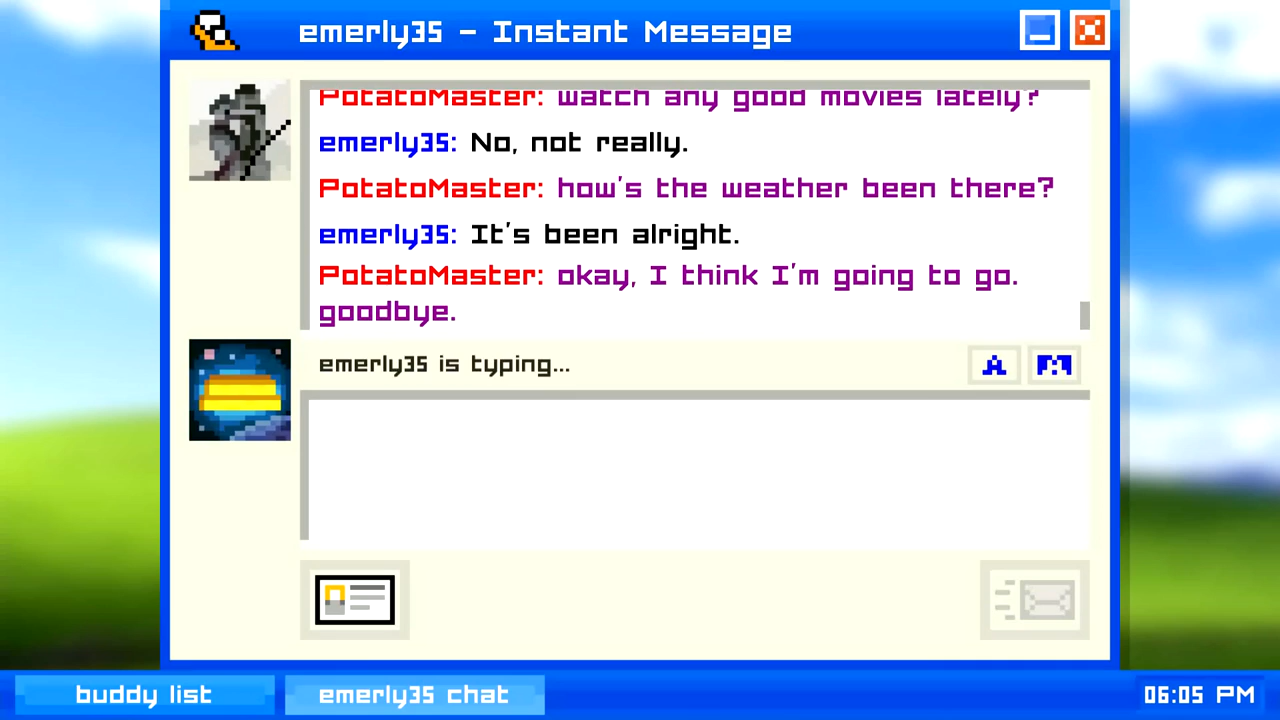 emerly35 - Instant Message
PotatoMaster: watch any good movies lately?
emerly35: No, not really.
PotatoMaster: how's the weather been there?
emerly35: It's been alright.
PotatoMaster: okay, I think I'm going to go.
goodbye.
emerly35 is typing...
A
buddy list
emerly35 chat
06:05 PM